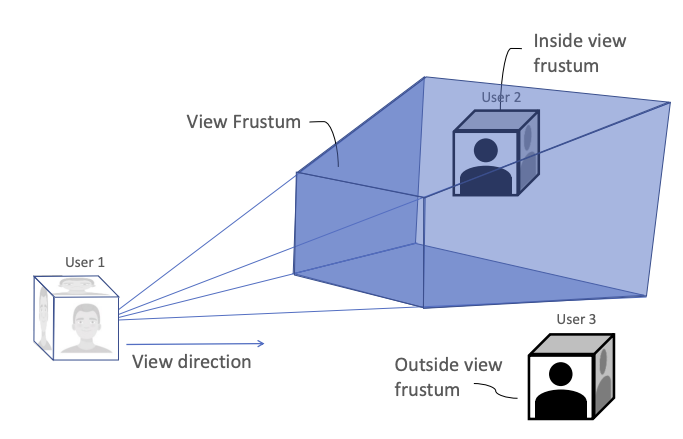 Inside view
frustum
User 2
View Frustum
User 1
View direction
User 3
Outside view
frustum